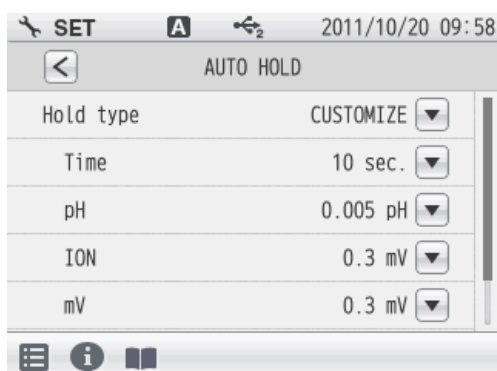 SET A 2 2011/10/20 09:58
AUTO HOLD
Hold type CUSTOMIZE
Time 10 sec.
pH 0.005 pH
ION 0.3 mV
mV 0.3 mV